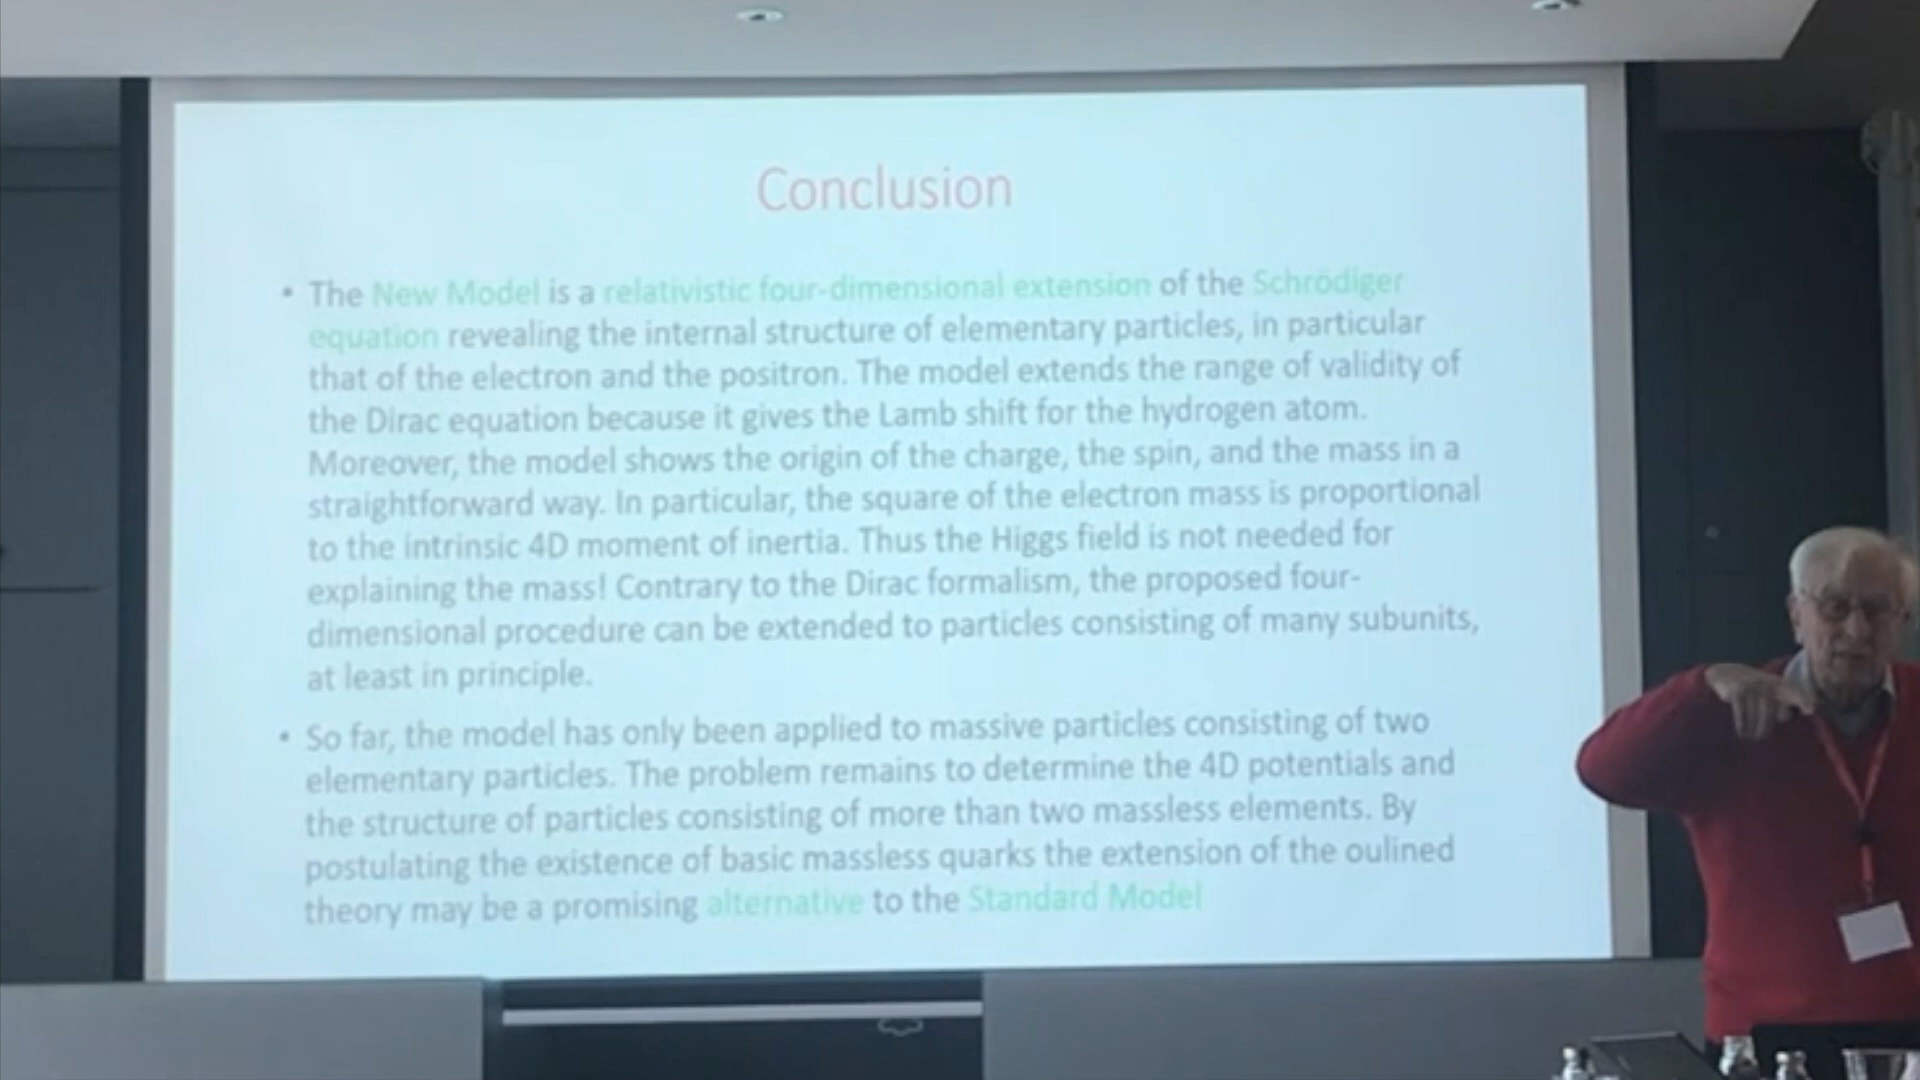 Conclusion
• The New Model is a relativistic four-dimensional extension of the Schrödiger
equation revealing the internal structure of elementary particles, in particular
that of the electron and the positron. The model extends the range of validity of
the Dirac equation because it gives the Lamb shift for the hydrogen atom.
Moreover, the model shows the origin of the charge, the spin, and the mass in a
straightforward way. In particular, the square of the electron mass is proportional
to the intrinsic 4D moment of inertia. Thus the Higgs field is not needed for
explaining the mass! Contrary to the Dirac formalism, the proposed four-
dimensional procedure can be extended to particles consisting of many subunits,
at least in principle.
• So far, the model has only been applied to massive particles consisting of two
elementary particles. The problem remains to determine the 4D potentials and
the structure of particles consisting of more than two massless elements. By
postulating the existence of basic massless quarks the extension of the oulined
theory may be a promising alternative to the Standard Model